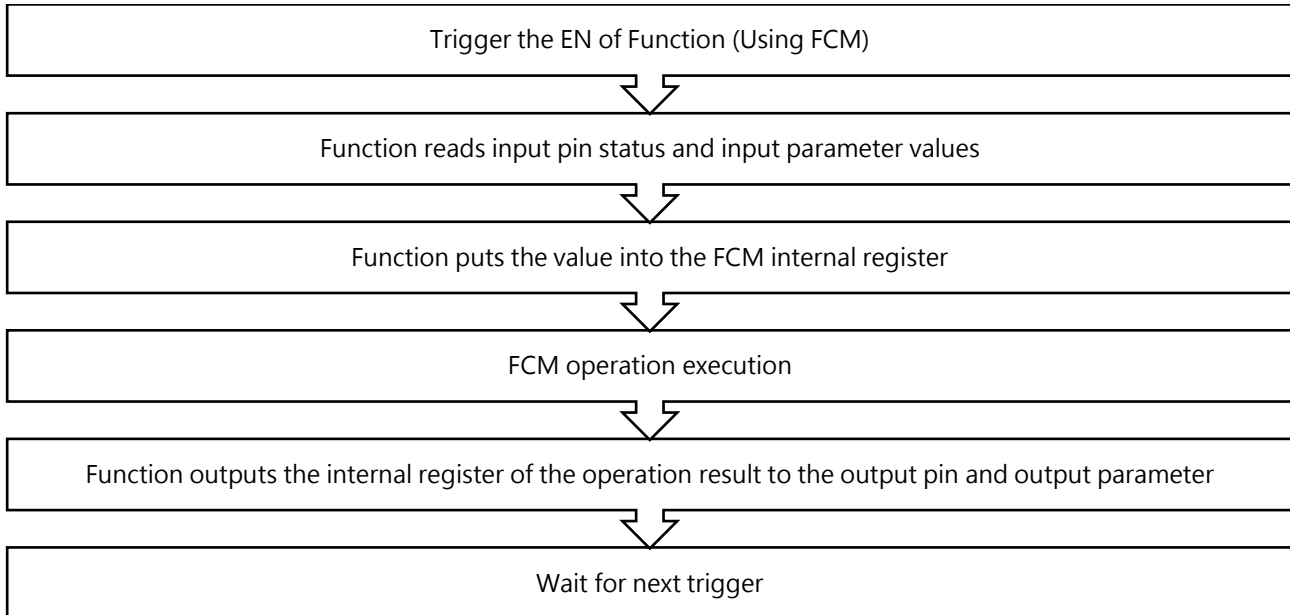 Trigger the EN of Function (Using FCM)
Function reads input pin status and input parameter values
Function puts the value into the FCM internal register
FCM operation execution
Function outputs the internal register of the operation result to the output pin and output parameter
Wait for next trigger